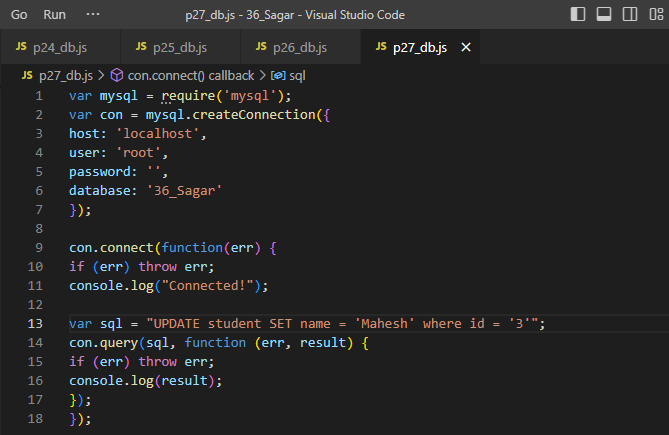 Go Run ... p27_db.js - 36_Sagar - Visual Studio Code
JS p24_db.js JS p25_db.js JS p26_db.js JS p27_db.js ×
JS p27_db.js > con.connect() callback > sql
1 var mysql = require('mysql');
2 var con = mysql.createConnection({
3 host: 'localhost',
4 user: 'root',
5 password: '',
6 database: '36_Sagar'
7 });
8
9 con.connect(function(err) {
10 if (err) throw err;
11 console.log("Connected!");
12
13 var sql = "UPDATE student SET name = 'Mahesh' where id = '3'";
14 con.query(sql, function (err, result) {
15 if (err) throw err;
16 console.log(result);
17 });
18 });